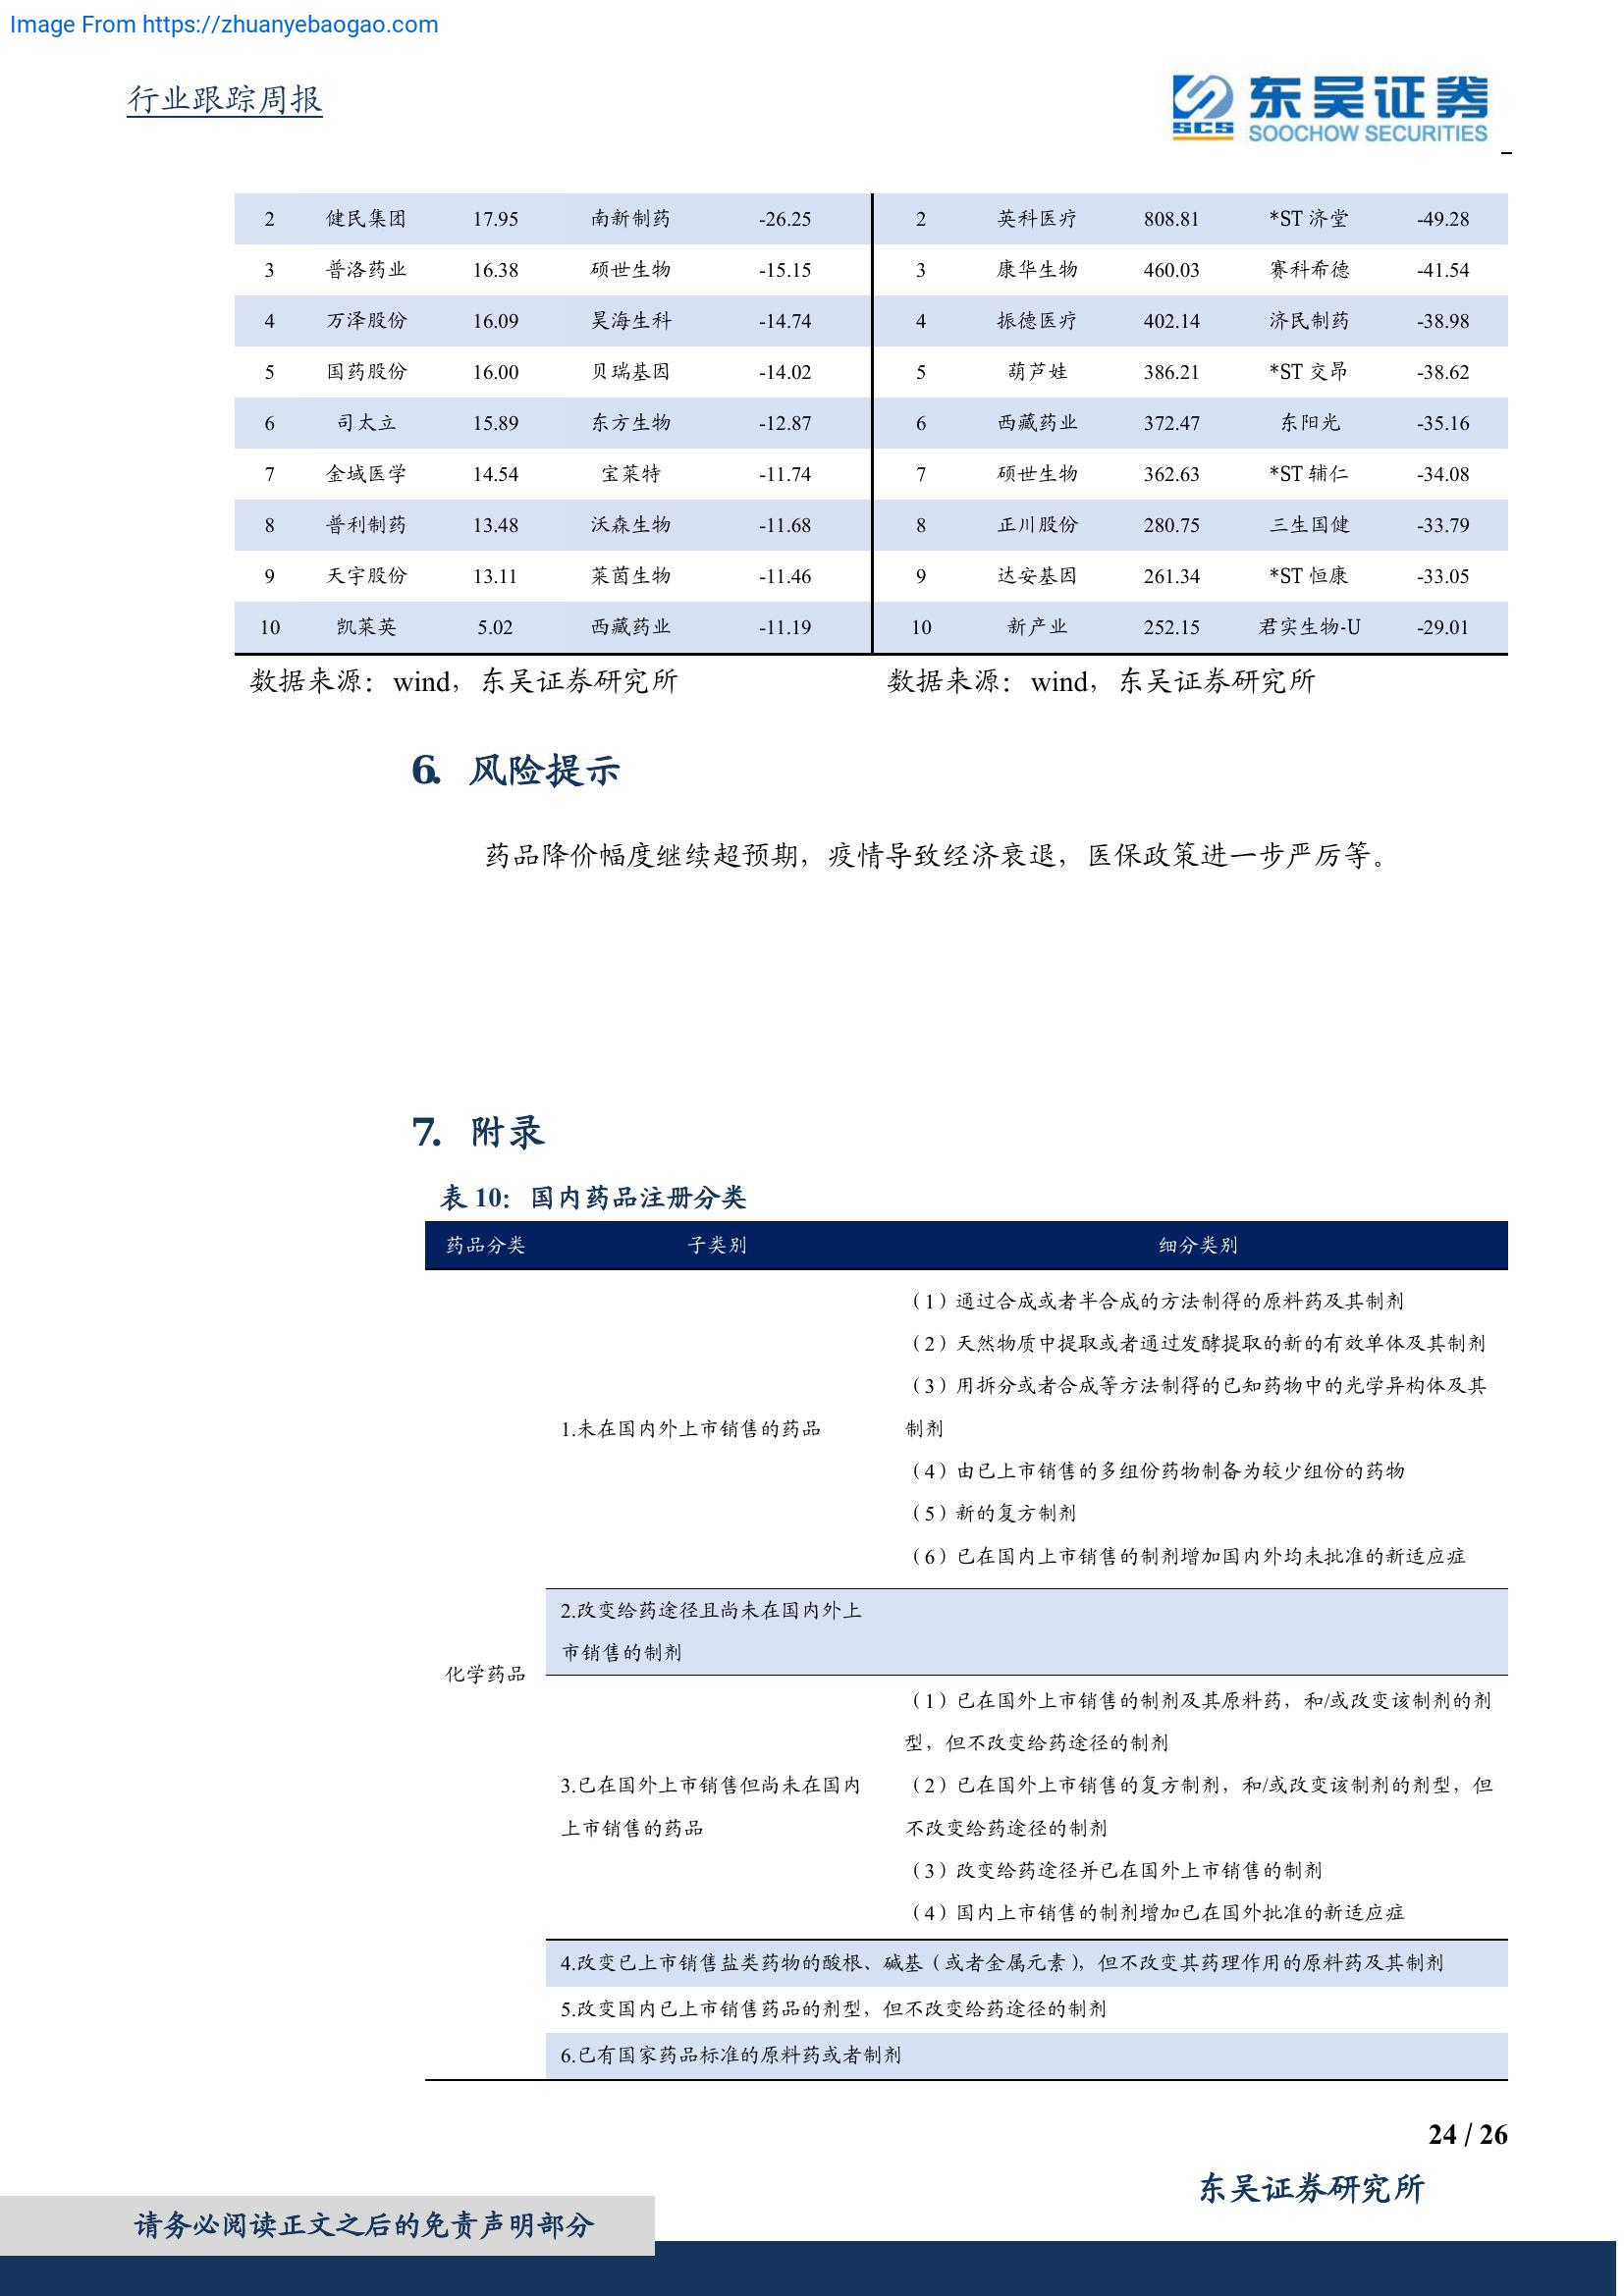 Image From https://zhuanyebaogao.com
行业跟踪周报
东吴证券
SCS
SOOCHOW SECURITIES
2 健民集团 17.95 南新制药 -26.25 2 英科医疗 808.81 *ST 济堂 -49.28
3 普洛药业 16.38 硕世生物 -15.15 3 康华生物 460.03 赛科希德 -41.54
4 万泽股份 16.09 昊海生科 -14.74 4 振德医疗 402.14 济民制药 -38.98
5 国药股份 16.00 贝瑞基因 -14.02 5 葫芦娃 386.21 *ST 交昂 -38.62
6 司太立 15.89 东方生物 -12.87 6 西藏药业 372.47 东阳光 -35.16
7 金域医学 14.54 宝莱特 -11.74 7 硕世生物 362.63 *ST 辅仁 -34.08
8 普利制药 13.48 沃森生物 -11.68 8 正川股份 280.75 三生国健 -33.79
9 天宇股份 13.11 莱茵生物 -11.46 9 达安基因 261.34 *ST 恒康 -33.05
10 凯莱英 5.02 西藏药业 -11.19 10 新产业 252.15 君实生物-U -29.01
数据来源：wind，东吴证券研究所 数据来源：wind，东吴证券研究所
6. 风险提示
药品降价幅度继续超预期，疫情导致经济衰退，医保政策进一步严厉等。
7. 附录
表 10：国内药品注册分类
药品分类 子类别 细分类别
（1）通过合成或者半合成的方法制得的原料药及其制剂
（2）天然物质中提取或者通过发酵提取的新的有效单体及其制剂
（3）用拆分或者合成等方法制得的已知药物中的光学异构体及其
1.未在国内外上市销售的药品 制剂
（4）由已上市销售的多组份药物制备为较少组份的药物
（5）新的复方制剂
（6）已在国内上市销售的制剂增加国内外均未批准的新适应症
2.改变给药途径且尚未在国内外上
市销售的制剂
化学药品
（1）已在国外上市销售的制剂及其原料药，和/或改变该制剂的剂
型，但不改变给药途径的制剂
3.已在国外上市销售但尚未在国内 （2）已在国外上市销售的复方制剂，和/或改变该制剂的剂型，但
上市销售的药品 不改变给药途径的制剂
（3）改变给药途径并已在国外上市销售的制剂
（4）国内上市销售的制剂增加已在国外批准的新适应症
4.改变已上市销售盐类药物的酸根、碱基（或者金属元素），但不改变其药理作用的原料药及其制剂
5.改变国内已上市销售药品的剂型，但不改变给药途径的制剂
6.已有国家药品标准的原料药或者制剂
24 / 26
东吴证券研究所
请务必阅读正文之后的免责声明部分